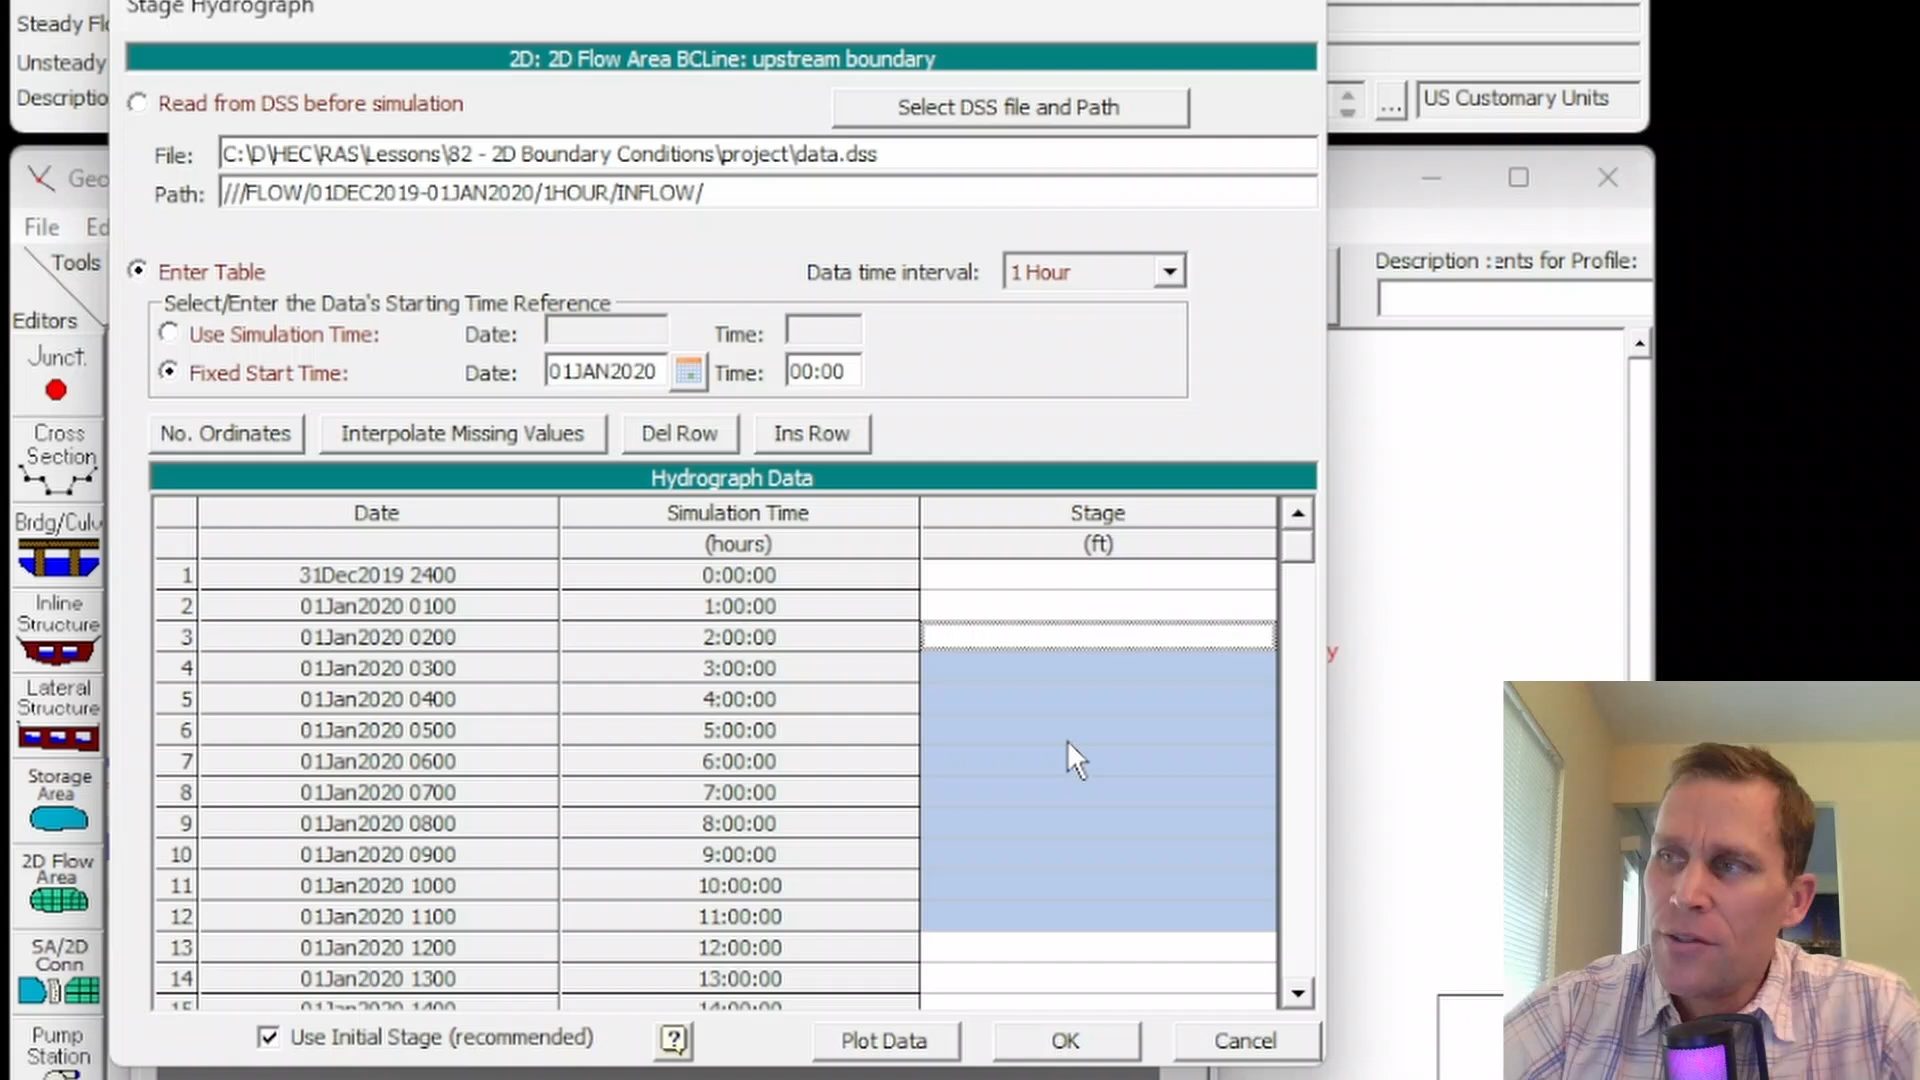 Stage Hydrograph
Steady Fl
Unsteady
Descriptio
2D: 2D Flow Area BCLine: upstream boundary
Read from DSS before simulation
Select DSS file and Path
... US Customary Units
File: C:\D\HEC\RAS\Lessons\82 - 2D Boundary Conditions\project\data.dss
Path: ///FLOW/01DEC2019-01JAN2020/1HOUR/INFLOW/
Geo
File Ed
Tools
Editors
Description : ents for Profile:
Enter Table
Data time interval: 1 Hour
Select/Enter the Data's Starting Time Reference
Use Simulation Time: Date: Time:
Fixed Start Time: Date: 01JAN2020 Time: 00:00
No. Ordinates Interpolate Missing Values Del Row Ins Row
Hydrograph Data
Date Simulation Time Stage
(hours) (ft)
1 31Dec2019 2400 0:00:00
2 01Jan2020 0100 1:00:00
3 01Jan2020 0200 2:00:00
4 01Jan2020 0300 3:00:00
5 01Jan2020 0400 4:00:00
6 01Jan2020 0500 5:00:00
7 01Jan2020 0600 6:00:00
8 01Jan2020 0700 7:00:00
9 01Jan2020 0800 8:00:00
10 01Jan2020 0900 9:00:00
11 01Jan2020 1000 10:00:00
12 01Jan2020 1100 11:00:00
13 01Jan2020 1200 12:00:00
14 01Jan2020 1300 13:00:00
15 01Jan2020 1400 14:00:00
Use Initial Stage (recommended) ? Plot Data OK Cancel
Junct.
Cross
Section
Brdg/Culv
Inline
Structure
Lateral
Structure
Storage
Area
2D Flow
Area
SA/2D
Conn
Pump
Station
y